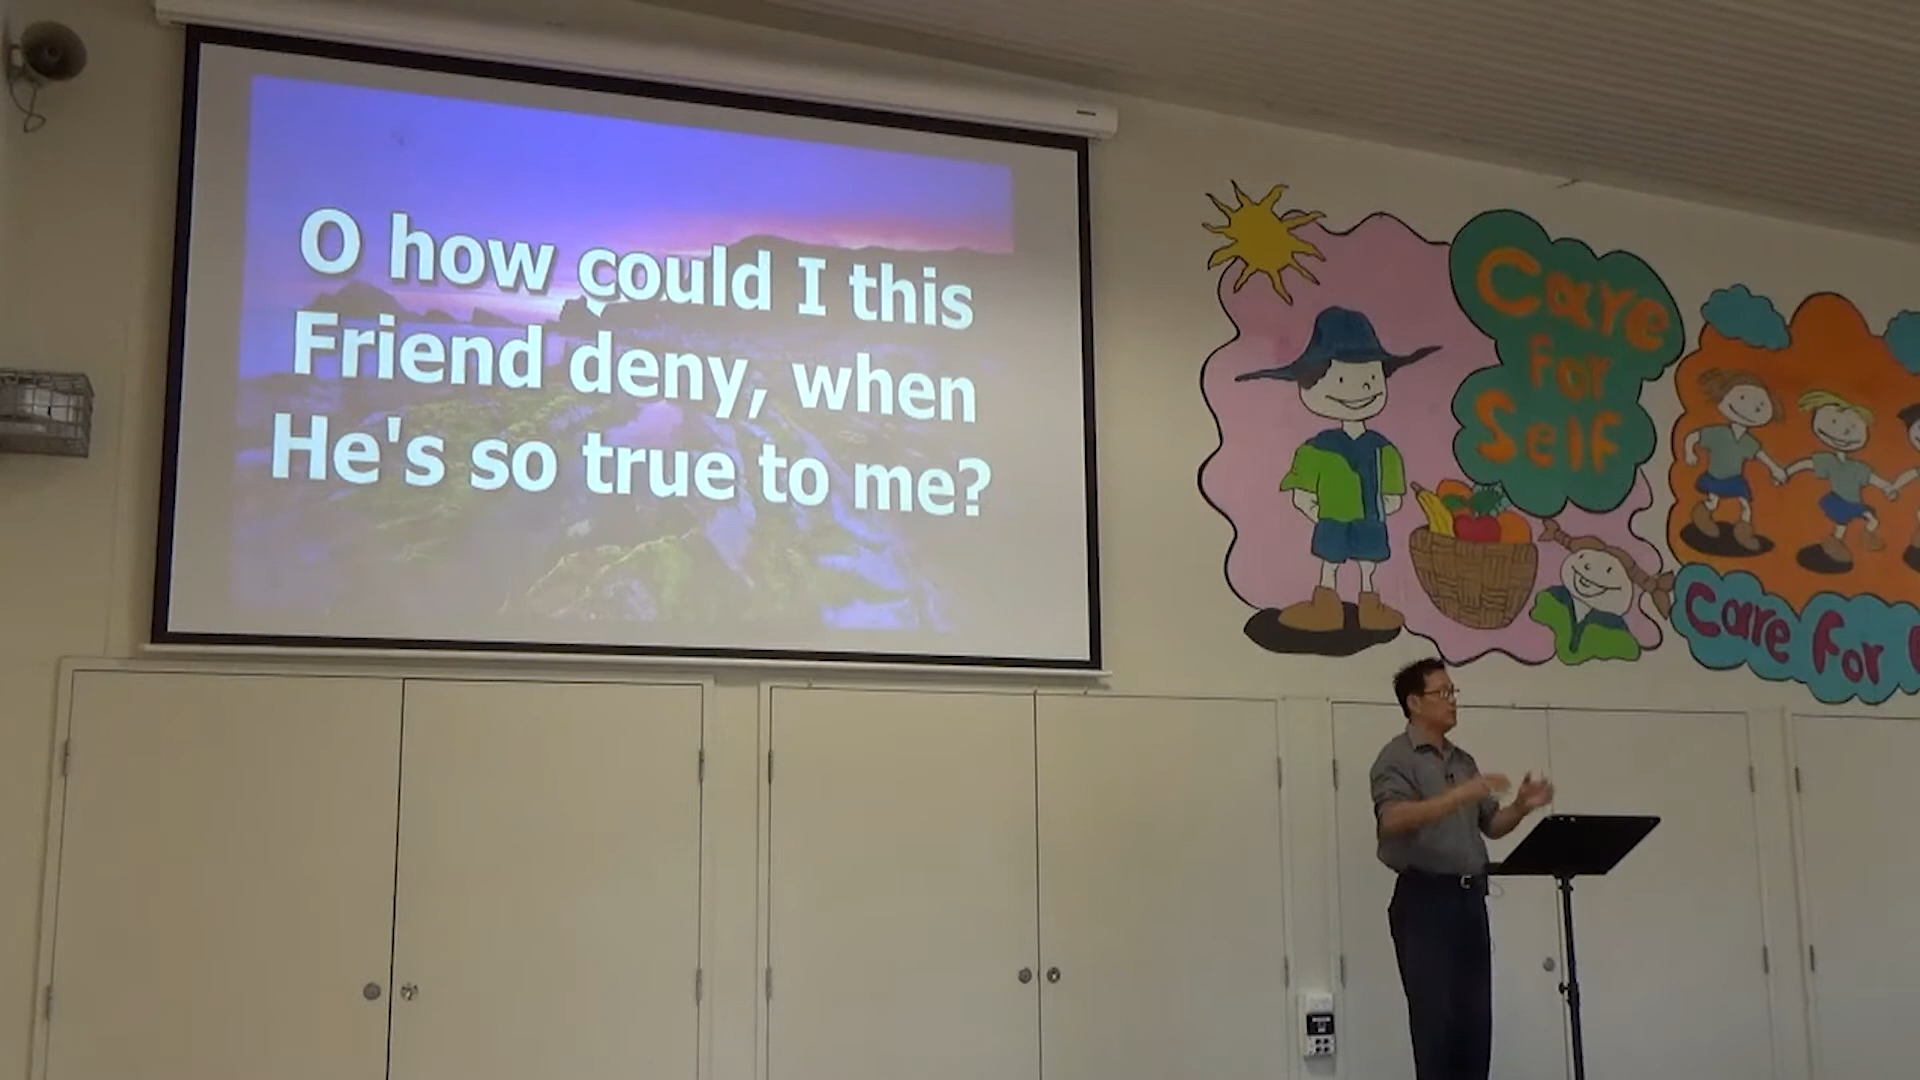 O how could I this
Friend deny, when
He's so true to me?
Care
For
Self
Care for